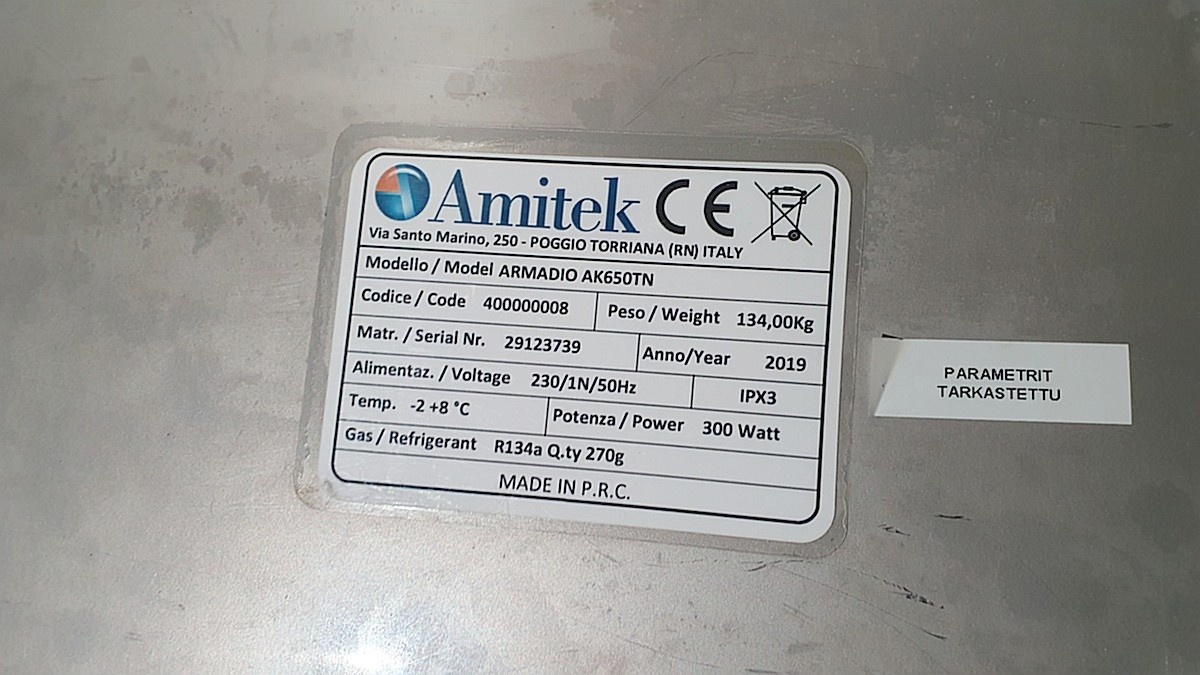 Amitek CE
Via Santo Marino, 250 - POGGIO TORRIANA (RN) ITALY
Modello / Model ARMADIO AK650TN
Codice / Code 400000008 Peso / Weight 134,00Kg
Matr. / Serial Nr. 29123739 Anno/Year 2019
Alimentaz. / Voltage 230/1N/50Hz IPX3
Temp. -2 +8 °C Potenza / Power 300 Watt
Gas / Refrigerant R134a Q.ty 270g
MADE IN P.R.C.
PARAMETRIT
TARKASTETTU